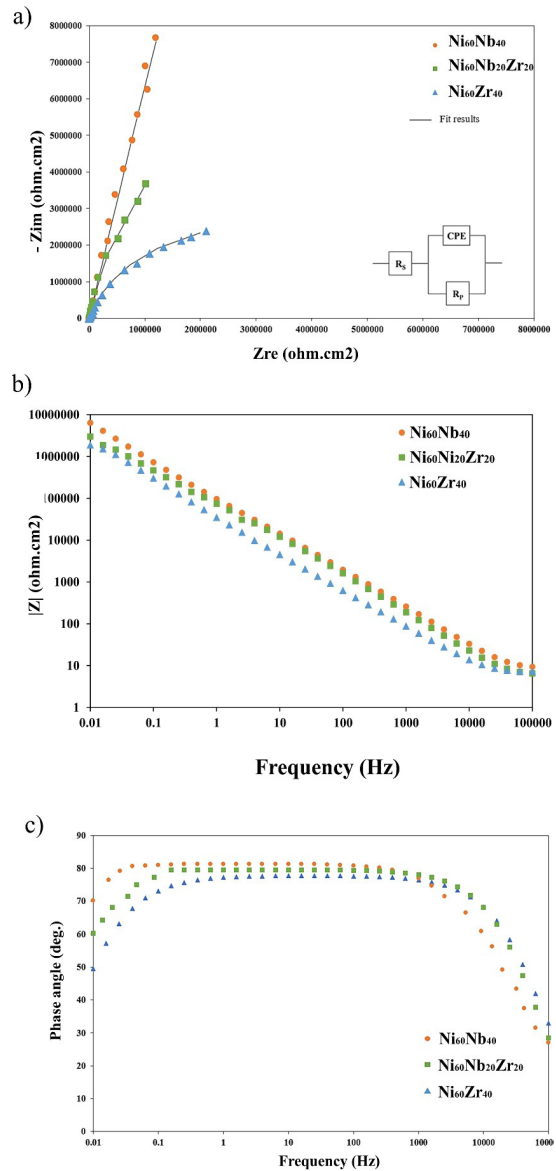 a)
8000000
7000000
6000000
5000000
4000000
3000000
2000000
1000000
0
- Zim (ohm.cm2)
Ni60Nb40
Ni60Nb20Zr20
Ni60Zr40
Fit results
RS
CPE
RP
0 1000000 2000000 3000000 4000000 5000000 6000000 7000000 8000000
Zre (ohm.cm2)
b)
10000000
100000
10000
1000
100
10
1
|Z| (ohm.cm2)
Ni60Nb40
Ni60Ni20Zr20
Ni60Zr40
0.01 0.1 1 10 100 1000 10000 100000
Frequency (Hz)
c)
90
80
70
60
50
40
30
20
10
0
Phase angle (deg.)
Ni60Nb40
Ni60Nb20Zr20
Ni60Zr40
0.01 0.1 1 10 100 1000 10000
Frequency (Hz)